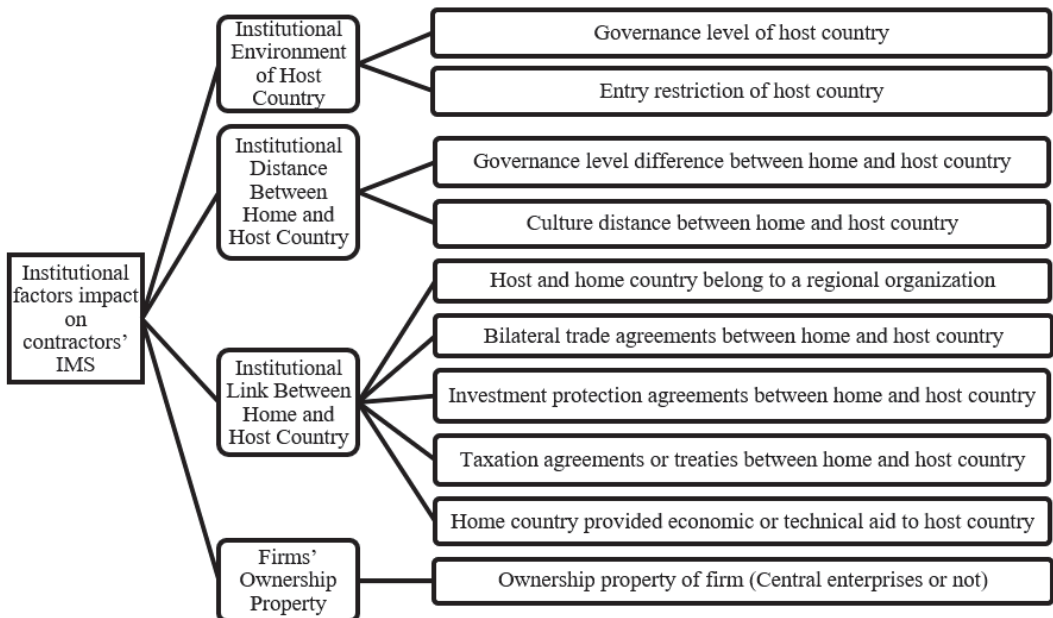 Institutional
factors impact
on
contractors’
IMS
Institutional
Environment
of Host
Country
Governance level of host country
Entry restriction of host country
Institutional
Distance
Between
Home and
Host Country
Governance level difference between home and host country
Culture distance between home and host country
Institutional
Link Between
Home and
Host Country
Host and home country belong to a regional organization
Bilateral trade agreements between home and host country
Investment protection agreements between home and host country
Taxation agreements or treaties between home and host country
Home country provided economic or technical aid to host country
Firms’
Ownership
Property
Ownership property of firm (Central enterprises or not)